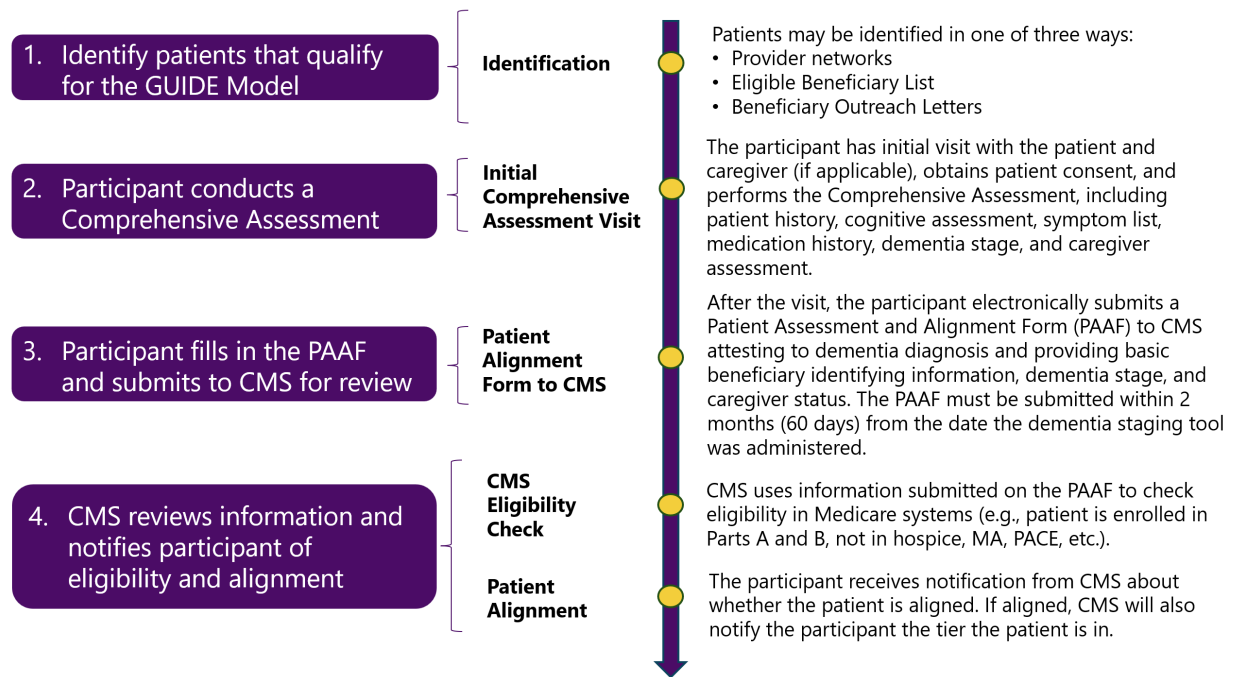 1. Identify patients that qualify
for the GUIDE Model
Identification
Patients may be identified in one of three ways:
• Provider networks
• Eligible Beneficiary List
• Beneficiary Outreach Letters
2. Participant conducts a
Comprehensive Assessment
Initial
Comprehensive
Assessment Visit
The participant has initial visit with the patient and
caregiver (if applicable), obtains patient consent, and
performs the Comprehensive Assessment, including
patient history, cognitive assessment, symptom list,
medication history, dementia stage, and caregiver
assessment.
3. Participant fills in the PAAF
and submits to CMS for review
Patient
Alignment
Form to CMS
After the visit, the participant electronically submits a
Patient Assessment and Alignment Form (PAAF) to CMS
attesting to dementia diagnosis and providing basic
beneficiary identifying information, dementia stage, and
caregiver status. The PAAF must be submitted within 2
months (60 days) from the date the dementia staging tool
was administered.
4. CMS reviews information and
notifies participant of
eligibility and alignment
CMS
Eligibility
Check
CMS uses information submitted on the PAAF to check
eligibility in Medicare systems (e.g., patient is enrolled in
Parts A and B, not in hospice, MA, PACE, etc.).
Patient
Alignment
The participant receives notification from CMS about
whether the patient is aligned. If aligned, CMS will also
notify the participant the tier the patient is in.